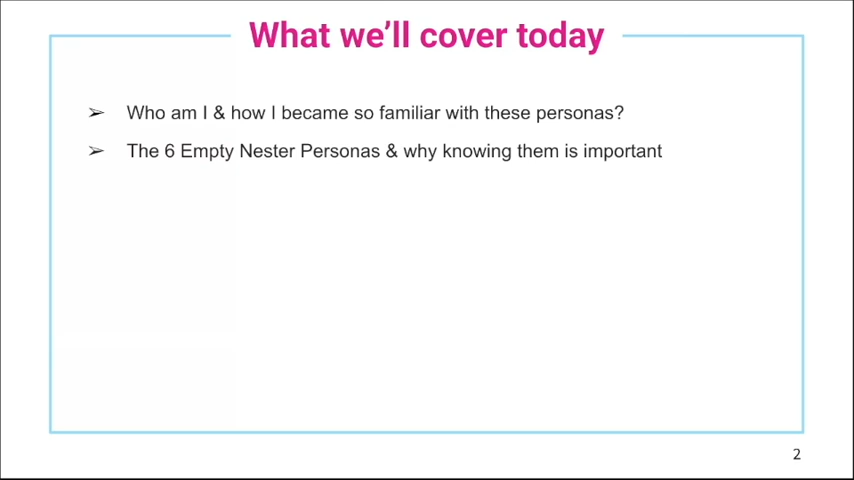 What we'll cover today
➢ Who am I & how I became so familiar with these personas?
➢ The 6 Empty Nester Personas & why knowing them is important
2